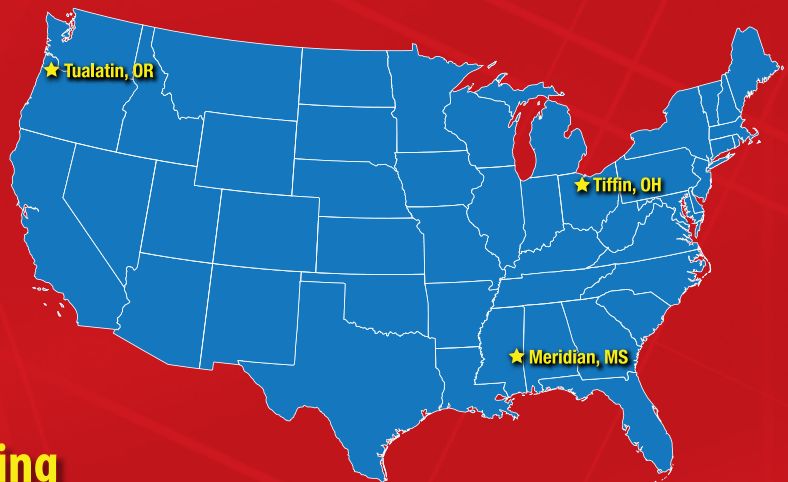 Tualatin, OR
Tiffin, OH
Meridian, MS
ing